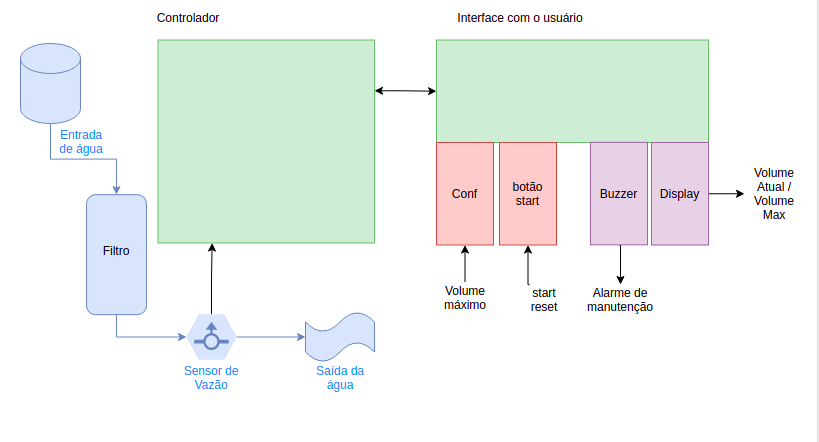 Controlador
Interface com o usuário
Entrada
de água
Filtro
Sensor de
Vazão
Saída da
água
Conf
botão
start
Buzzer
Display
Volume
Atual /
Volume
Max
Volume
máximo
start
reset
Alarme de
manutenção